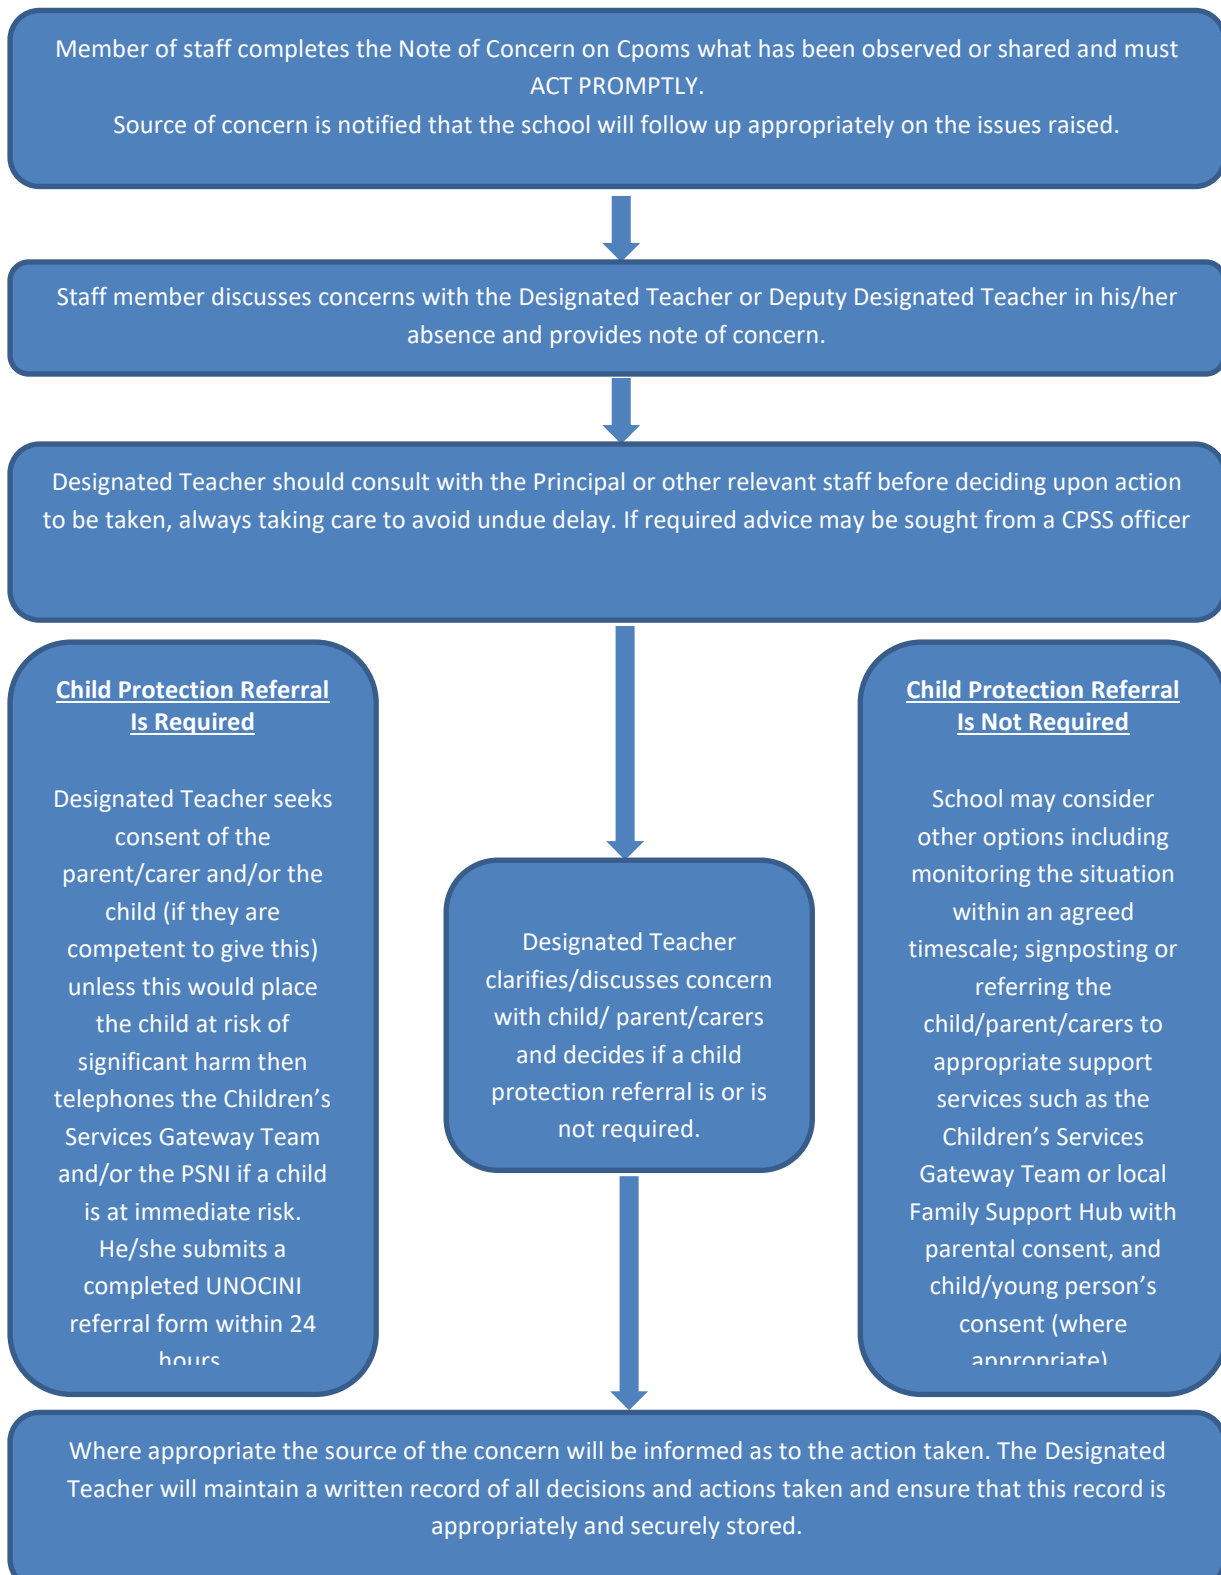 Member of staff completes the Note of Concern on Cpoms what has been observed or shared and must
ACT PROMPTLY.
Source of concern is notified that the school will follow up appropriately on the issues raised.
Staff member discusses concerns with the Designated Teacher or Deputy Designated Teacher in his/her
absence and provides note of concern.
Designated Teacher should consult with the Principal or other relevant staff before deciding upon action
to be taken, always taking care to avoid undue delay. If required advice may be sought from a CPSS officer
Child Protection Referral
Is Required
Designated Teacher seeks
consent of the
parent/carer and/or the
child (if they are
competent to give this)
unless this would place
the child at risk of
significant harm then
telephones the Children’s
Services Gateway Team
and/or the PSNI if a child
is at immediate risk.
He/she submits a
completed UNOCINI
referral form within 24
hours
Designated Teacher
clarifies/discusses concern
with child/ parent/carers
and decides if a child
protection referral is or is
not required.
Child Protection Referral
Is Not Required
School may consider
other options including
monitoring the situation
within an agreed
timescale; signposting or
referring the
child/parent/carers to
appropriate support
services such as the
Children’s Services
Gateway Team or local
Family Support Hub with
parental consent, and
child/young person’s
consent (where
appropriate)
Where appropriate the source of the concern will be informed as to the action taken. The Designated
Teacher will maintain a written record of all decisions and actions taken and ensure that this record is
appropriately and securely stored.